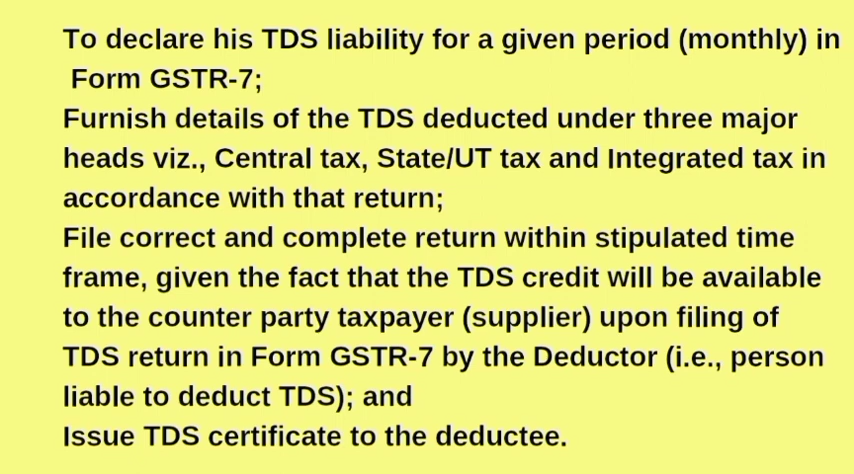 To declare his TDS liability for a given period (monthly) in
Form GSTR-7;
Furnish details of the TDS deducted under three major
heads viz., Central tax, State/UT tax and Integrated tax in
accordance with that return;
File correct and complete return within stipulated time
frame, given the fact that the TDS credit will be available
to the counter party taxpayer (supplier) upon filing of
TDS return in Form GSTR-7 by the Deductor (i.e., person
liable to deduct TDS); and
Issue TDS certificate to the deductee.